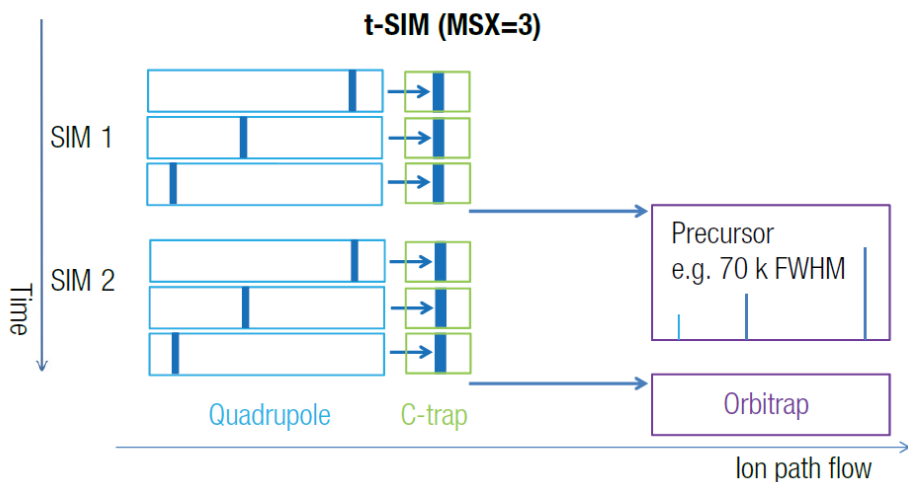 t-SIM (MSX=3)
SIM 1
Precursor
e.g. 70 k FWHM
SIM 2
Time
Quadrupole
C-trap
Orbitrap
Ion path flow